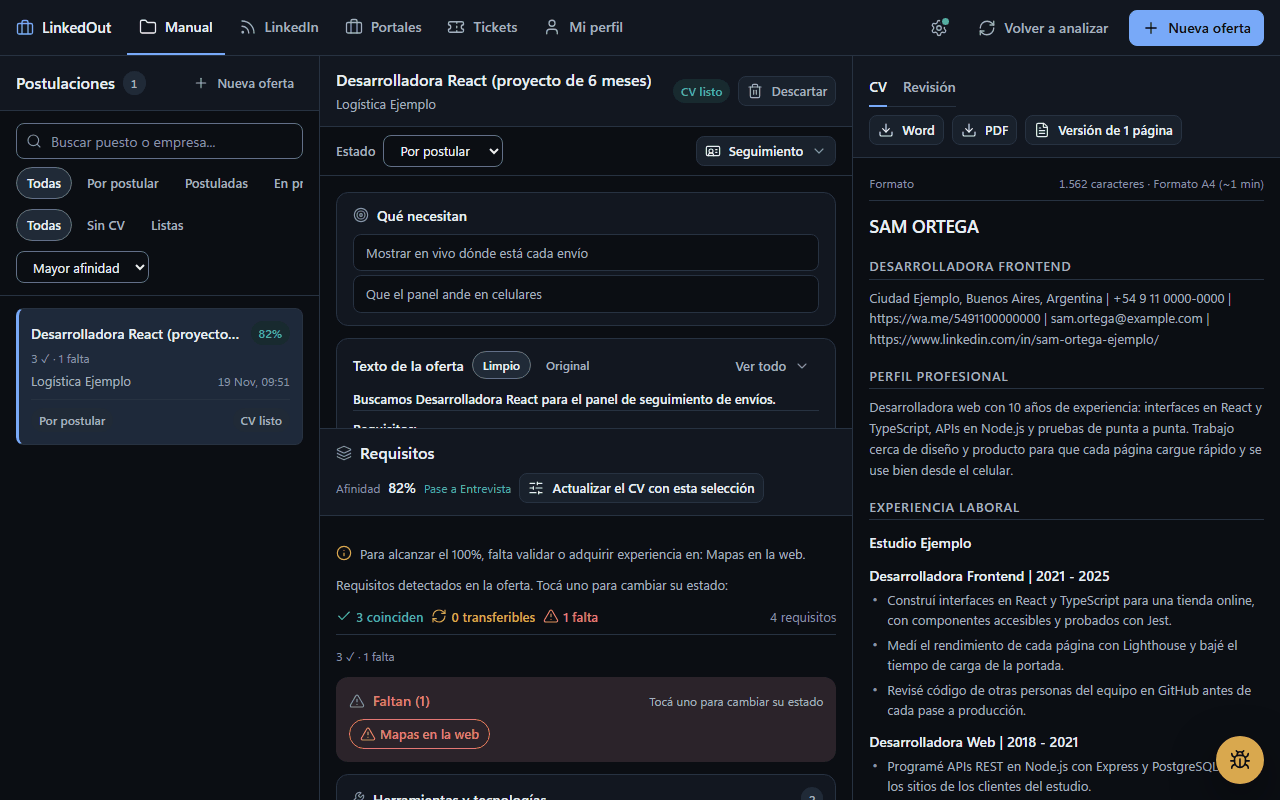 LinkedOut
Manual
LinkedIn
Portales
Tickets
Mi perfil
Volver a analizar
Nueva oferta
Postulaciones 1
Nueva oferta
Buscar puesto o empresa...
Todas Por postular Postuladas En pr
Todas Sin CV Listas
Mayor afinidad
Desarrolladora React (proyecto... 82%
3 ✓ · 1 falta
Logística Ejemplo 19 Nov, 09:51
Por postular CV listo
Desarrolladora React (proyecto de 6 meses)
Logística Ejemplo
CV listo
Descartar
Estado Por postular
Seguimiento
Qué necesitan
Mostrar en vivo dónde está cada envío
Que el panel ande en celulares
Texto de la oferta Limpio Original Ver todo
Buscamos Desarrolladora React para el panel de seguimiento de envíos.
Requisitos:
Requisitos
Afinidad 82% Pase a Entrevista Actualizar el CV con esta selección
Para alcanzar el 100%, falta validar o adquirir experiencia en: Mapas en la web.
Requisitos detectados en la oferta. Tocá uno para cambiar su estado:
3 coinciden 0 transferibles 1 falta 4 requisitos
3 ✓ · 1 falta
Faltan (1) Tocá uno para cambiar su estado
Mapas en la web
Herramientas y tecnologías
CV Revisión
Word PDF Versión de 1 página
Formato 1.562 caracteres · Formato A4 (~1 min)
SAM ORTEGA
DESARROLLADORA FRONTEND
Ciudad Ejemplo, Buenos Aires, Argentina | +54 9 11 0000-0000 |
https://wa.me/5491100000000 | sam.ortega@example.com |
https://www.linkedin.com/in/sam-ortega-ejemplo/
PERFIL PROFESIONAL
Desarrolladora web con 10 años de experiencia: interfaces en React y
TypeScript, APIs en Node.js y pruebas de punta a punta. Trabajo
cerca de diseño y producto para que cada página cargue rápido y se
use bien desde el celular.
EXPERIENCIA LABORAL
Estudio Ejemplo
Desarrolladora Frontend | 2021 - 2025
• Construí interfaces en React y TypeScript para una tienda online,
con componentes accesibles y probados con Jest.
• Medí el rendimiento de cada página con Lighthouse y bajé el
tiempo de carga de la portada.
• Revisé código de otras personas del equipo en GitHub antes de
cada pase a producción.
Desarrolladora Web | 2018 - 2021
• Programé APIs REST en Node.js con Express y PostgreSQL
los sitios de los clientes del estudio.